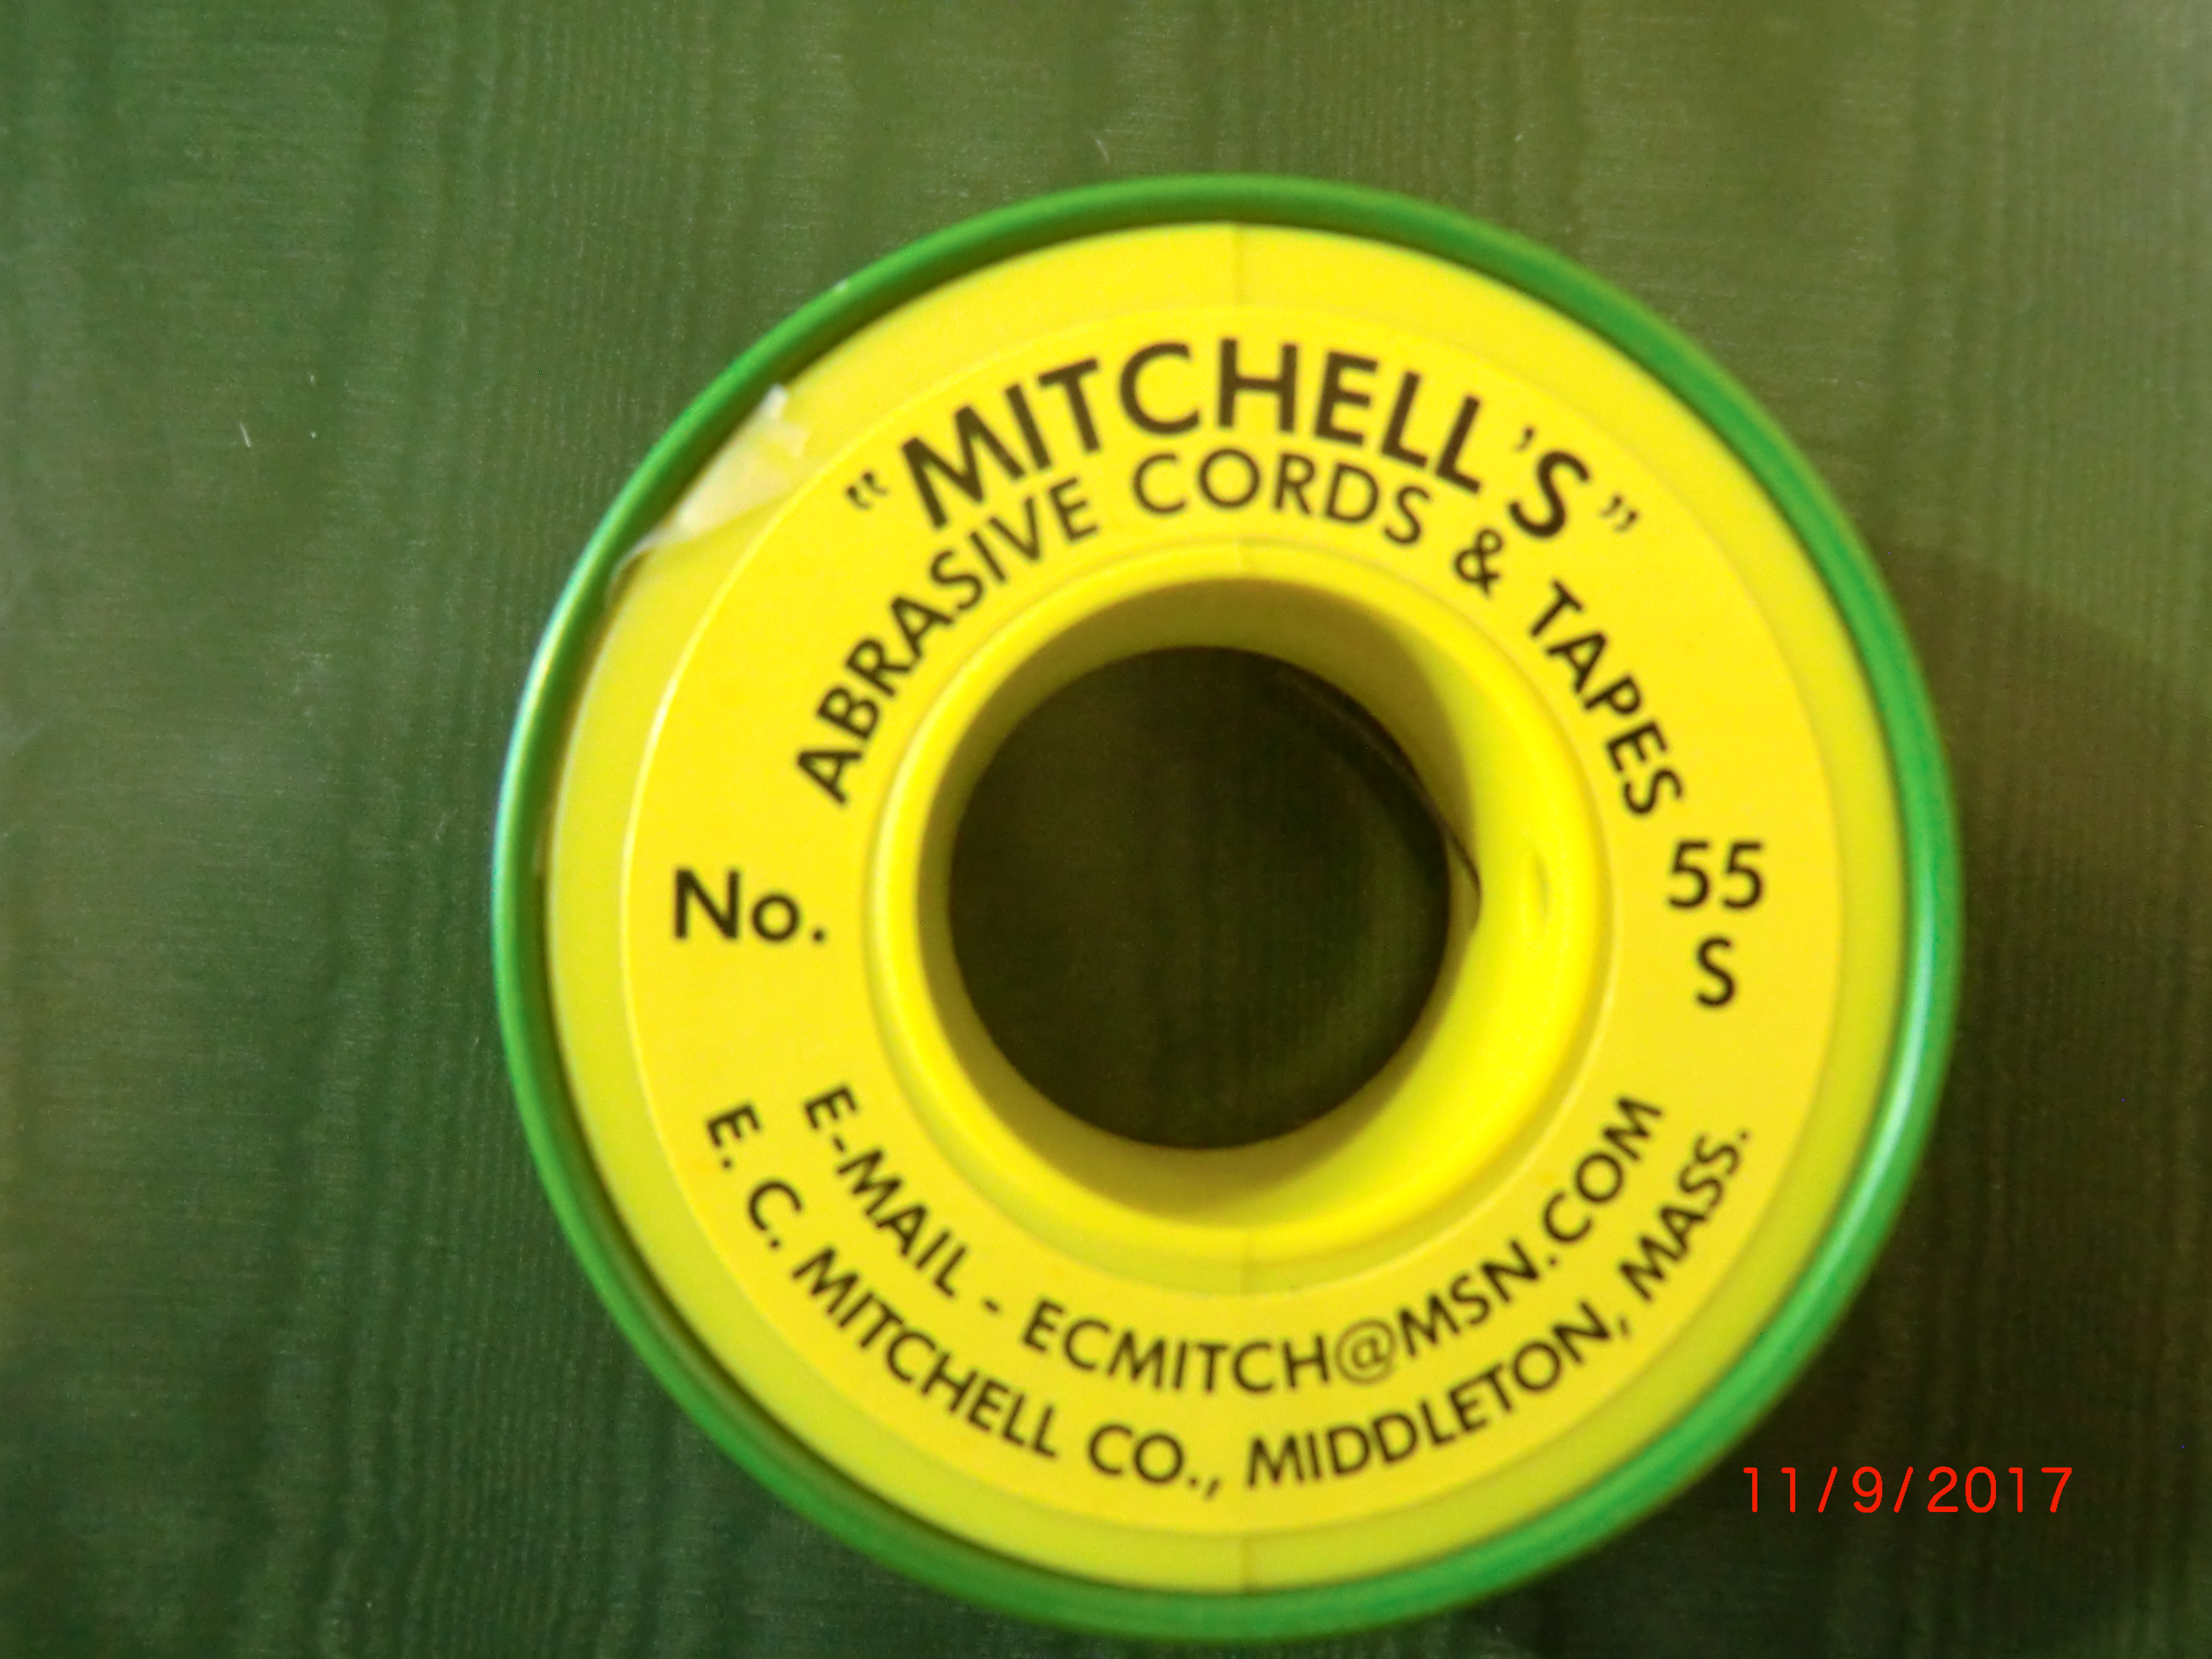 “MITCHELL’S”
ABRASIVE CORDS & TAPES
No.
55
S
E-MAIL - ECMITCH@MSN.COM
E. C. MITCHELL CO., MIDDLETON, MASS.
11/9/2017